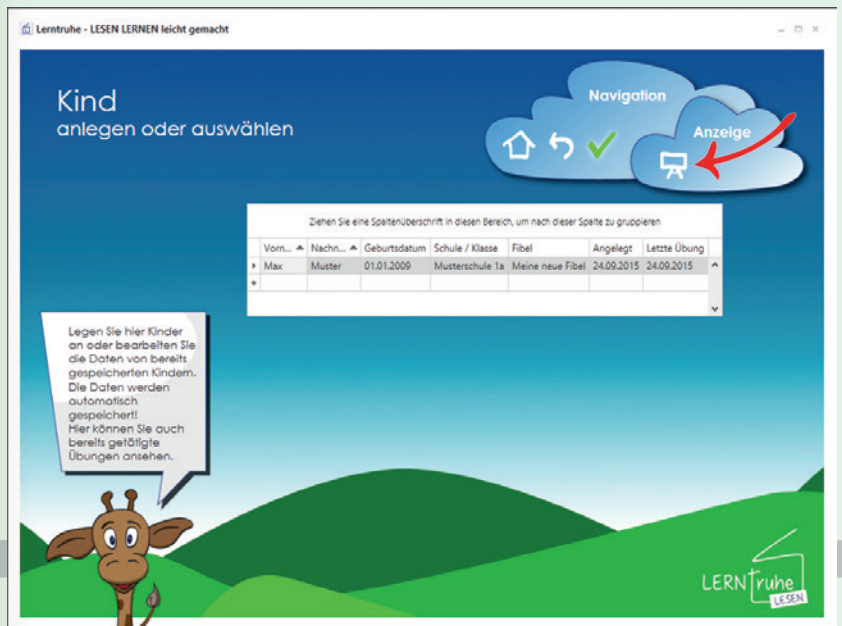 Lerntruhe - LESEN LERNEN leicht gemacht
Kind
anlegen oder auswählen
Navigation
Anzeige
Ziehen Sie eine Spaltenüberschrift in diesen Bereich, um nach dieser Spalte zu gruppieren
Vorn... Nachn... Geburtsdatum Schule / Klasse Fibel Angelegt Letzte Übung
Max Muster 01.01.2009 Musterschule 1a Meine neue Fibel 24.09.2015 24.09.2015
Legen Sie hier Kinder
an oder bearbeiten Sie
die Daten von bereits
gespeicherten Kindern.
Die Daten werden
automatisch
gespeichert!
Hier können Sie auch
bereits getätigte
Übungen ansehen.
LERNTruhe
LESEN